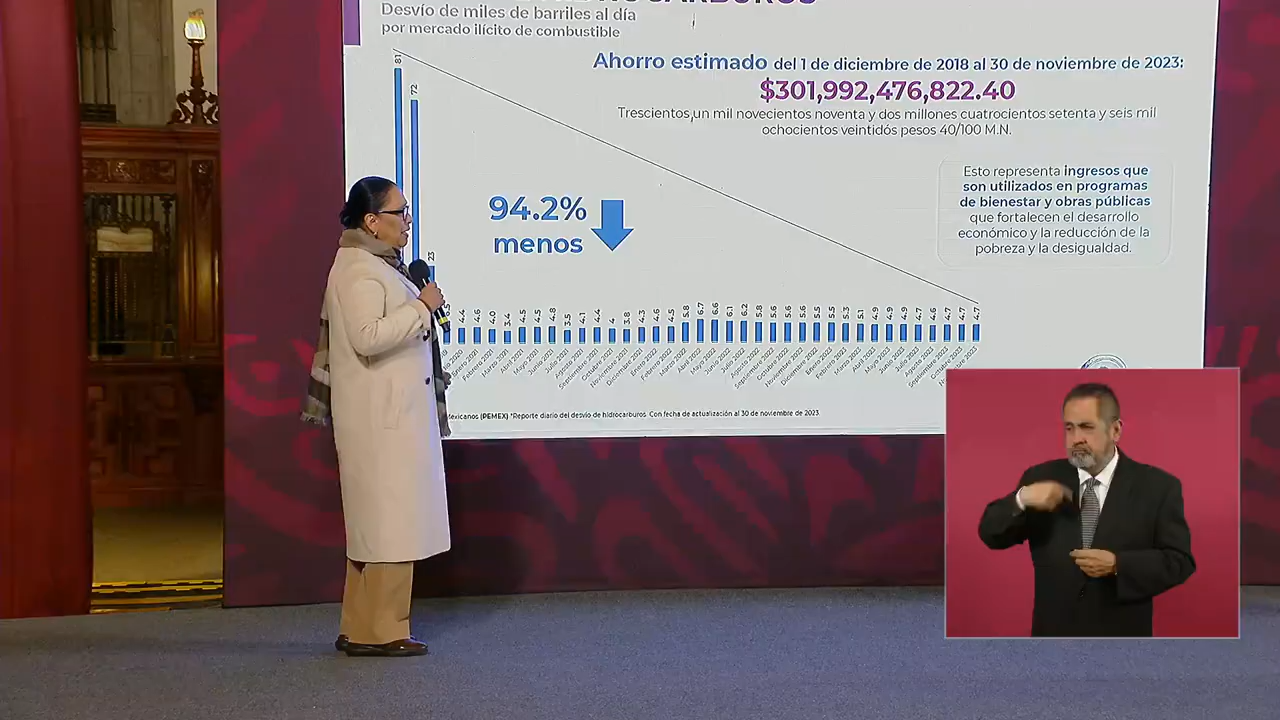 Desvío de miles de barriles al día
por mercado ilícito de combustible
Ahorro estimado del 1 de diciembre de 2018 al 30 de noviembre de 2023:
$301,992,476,822.40
Trescientos un mil novecientos noventa y dos millones cuatrocientos setenta y seis mil
ochocientos veintidós pesos 40/100 M.N.
Esto representa ingresos que
son utilizados en programas
de bienestar y obras públicas
que fortalecen el desarrollo
económico y la reducción de la
pobreza y la desigualdad.
94.2%
menos
81
72
23
4.4 4.6 4.0 3.4 4.5 4.5 4.8 3.5 4.1 4.4 4 3.8 4.3 4.6 4.5 5.8 6.7 6.6 6.1 6.2 5.8 5.6 5.6 5.6 5.5 5.5 5.3 5.1 4.9 4.9 4.9 4.7 4.6 4.7 4.7 4.7
(PEMEX) *Reporte diario del desvío de hidrocarburos. Con fecha de actualización al 30 de noviembre de 2023.